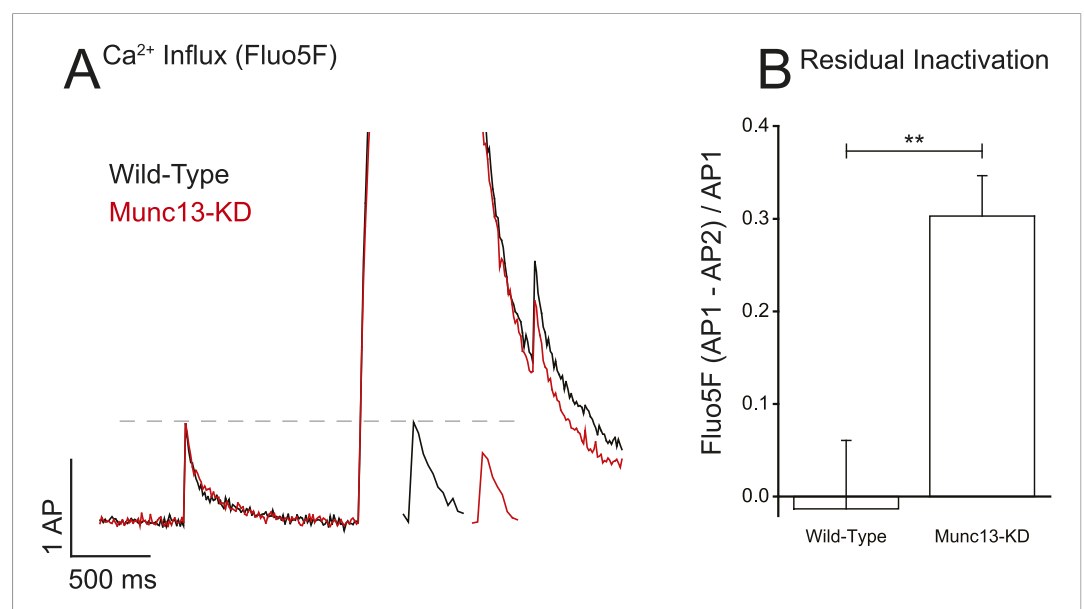 A Ca²⁺ Influx (Fluo5F)
Wild-Type
Munc13-KD
1 AP
500 ms
B Residual Inactivation
Fluo5F (AP1 - AP2) / AP1
0.4
0.3
0.2
0.1
0.0
**
Wild-Type
Munc13-KD